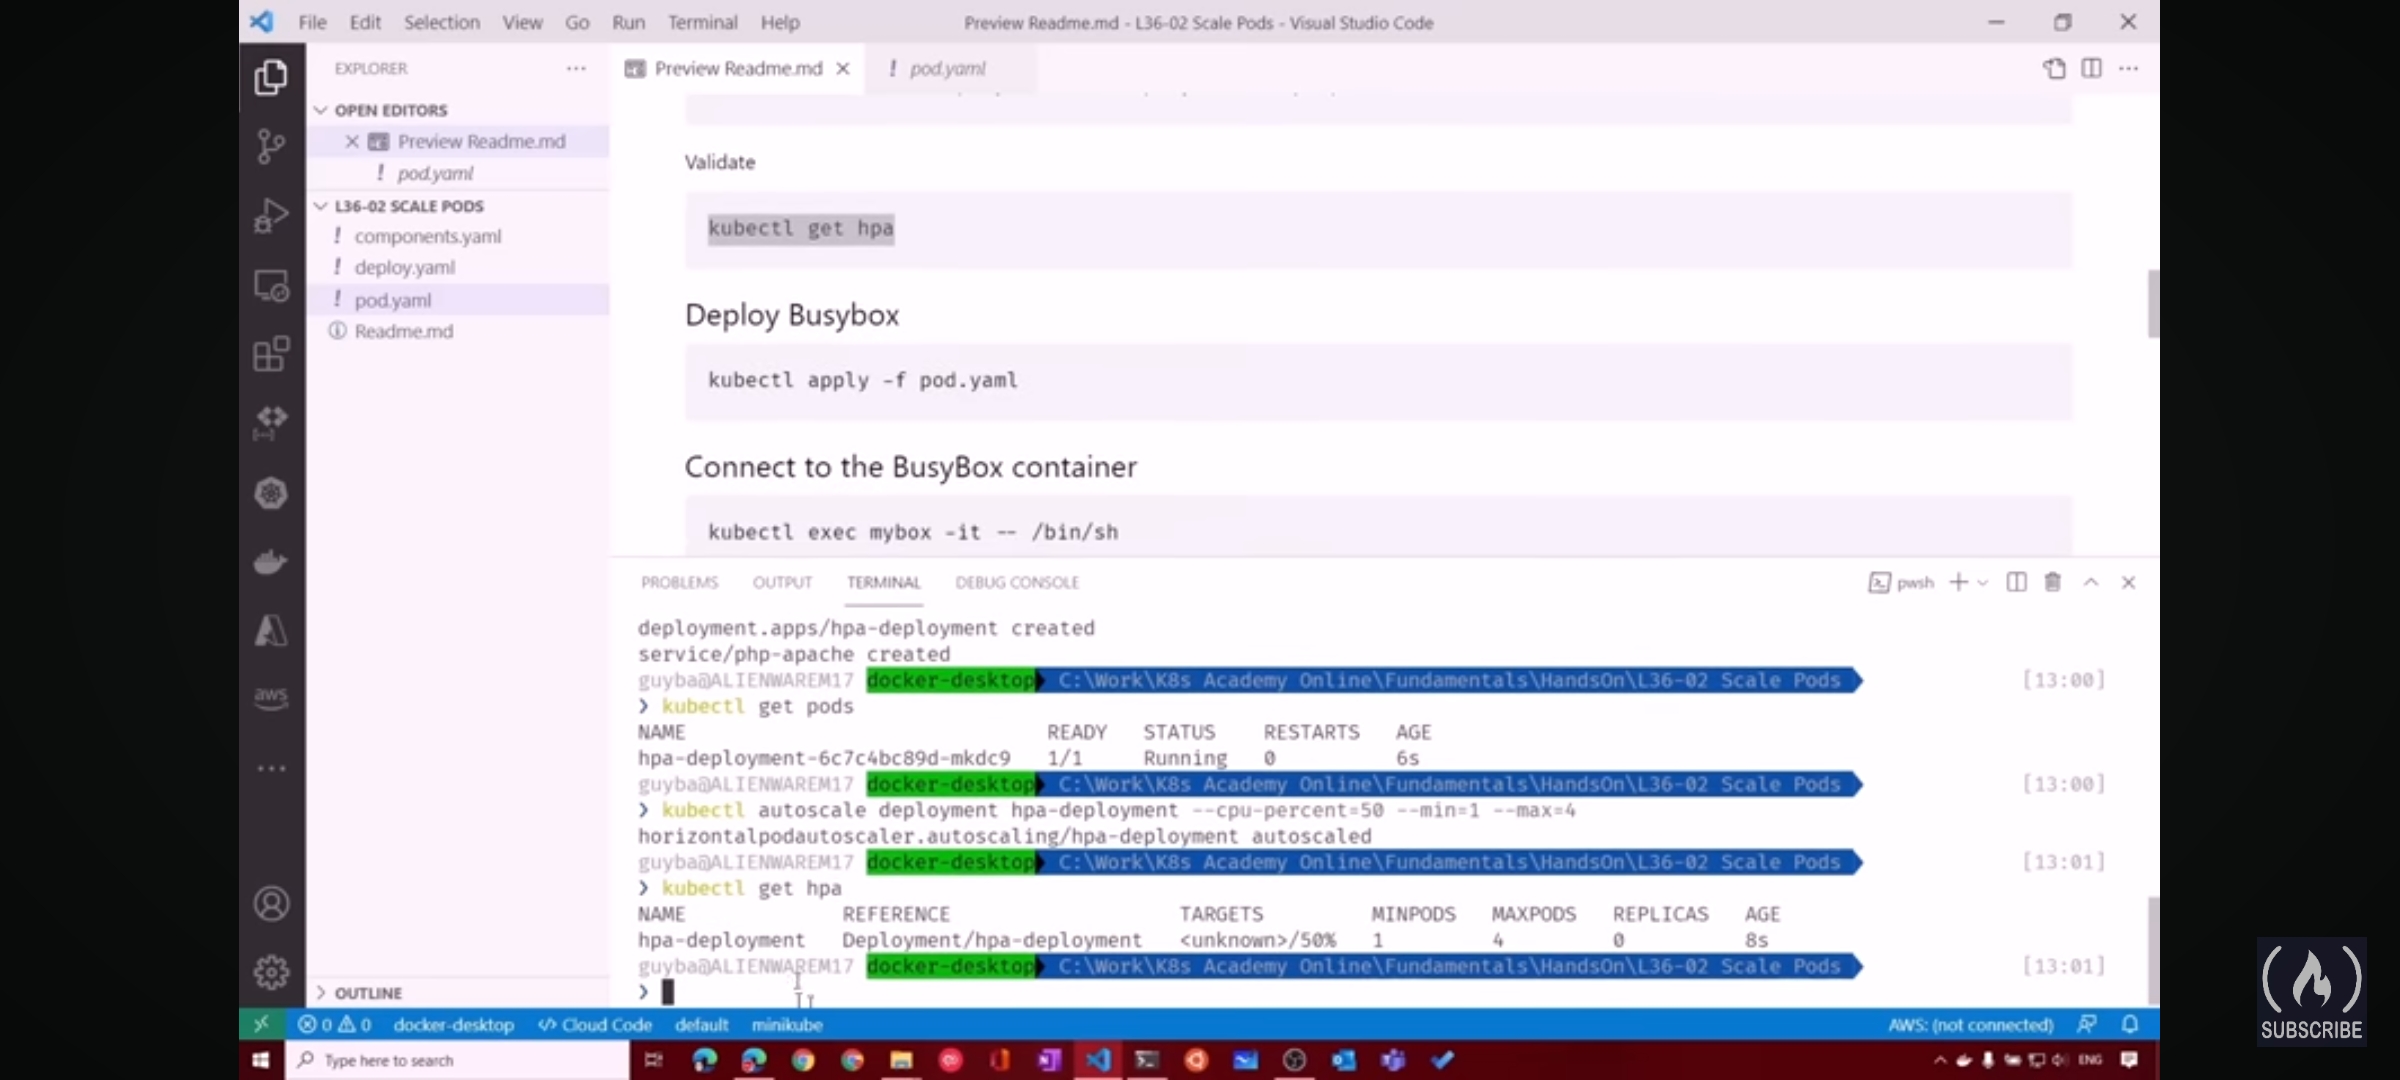 File Edit Selection View Go Run Terminal Help
Preview Readme.md - L36-02 Scale Pods - Visual Studio Code
EXPLORER
OPEN EDITORS
Preview Readme.md
! pod.yaml
L36-02 SCALE PODS
! components.yaml
! deploy.yaml
! pod.yaml
Readme.md
OUTLINE
aws
Preview Readme.md
! pod.yaml
Validate
kubectl get hpa
Deploy Busybox
kubectl apply -f pod.yaml
Connect to the BusyBox container
kubectl exec mybox -it -- /bin/sh
PROBLEMS OUTPUT TERMINAL DEBUG CONSOLE
pwsh
deployment.apps/hpa-deployment created
service/php-apache created
guyba@ALIENWAREM17 docker-desktop C:\Work\K8s Academy Online\Fundamentals\HandsOn\L36-02 Scale Pods [13:00]
❯ kubectl get pods
NAME READY STATUS RESTARTS AGE
hpa-deployment-6c7c4bc89d-mkdc9 1/1 Running 0 6s
guyba@ALIENWAREM17 docker-desktop C:\Work\K8s Academy Online\Fundamentals\HandsOn\L36-02 Scale Pods [13:00]
❯ kubectl autoscale deployment hpa-deployment --cpu-percent=50 --min=1 --max=4
horizontalpodautoscaler.autoscaling/hpa-deployment autoscaled
guyba@ALIENWAREM17 docker-desktop C:\Work\K8s Academy Online\Fundamentals\HandsOn\L36-02 Scale Pods [13:01]
❯ kubectl get hpa
NAME REFERENCE TARGETS MINPODS MAXPODS REPLICAS AGE
hpa-deployment Deployment/hpa-deployment <unknown>/50% 1 4 0 8s
guyba@ALIENWAREM17 docker-desktop C:\Work\K8s Academy Online\Fundamentals\HandsOn\L36-02 Scale Pods [13:01]
❯
0 0 docker-desktop Cloud Code default minikube
AWS: (not connected)
Type here to search
ENG
SUBSCRIBE